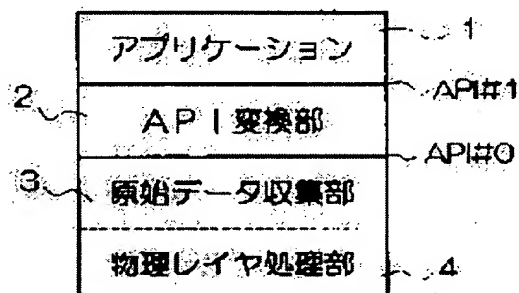 アプリケーション 1
API#1
2 API変換部
API#0
3 原始データ収集部
物理レイヤ処理部 4